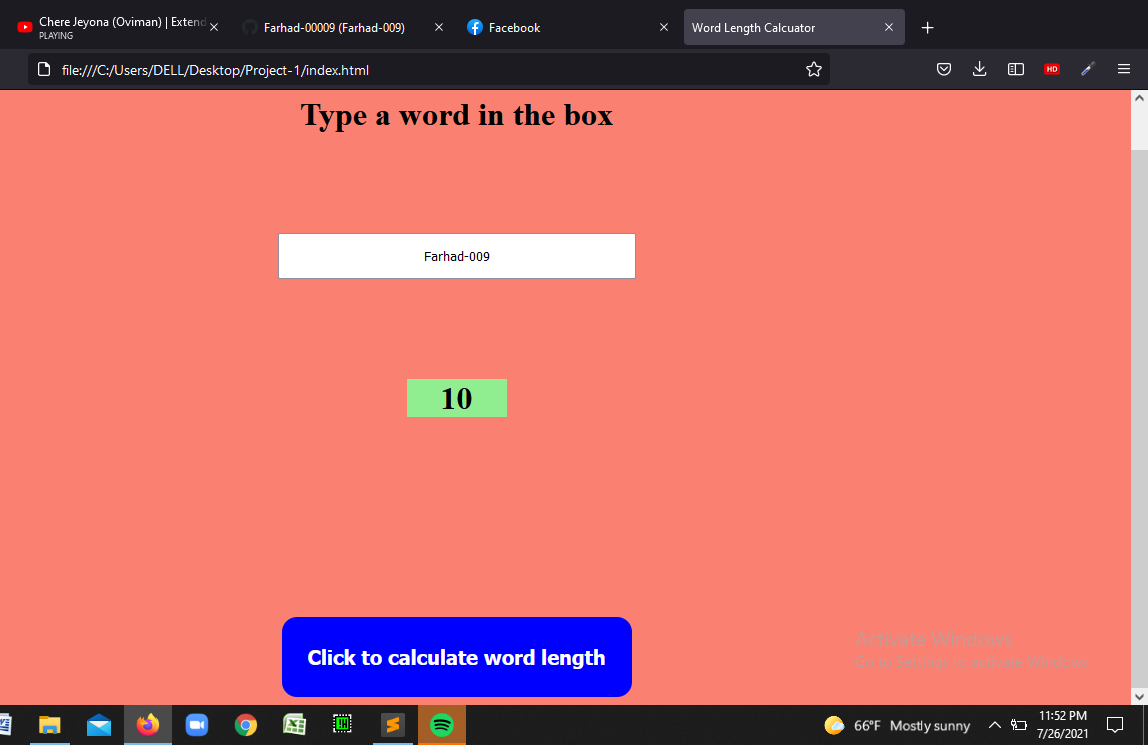 Chere Jeyona (Oviman) | Extend
PLAYING
Farhad-00009 (Farhad-009)
Facebook
Word Length Calcuator
file:///C:/Users/DELL/Desktop/Project-1/index.html
HD
Type a word in the box
Farhad-009
10
Click to calculate word length
Activate Windows
Go to Settings to activate Windows.
66°F Mostly sunny
11:52 PM
7/26/2021